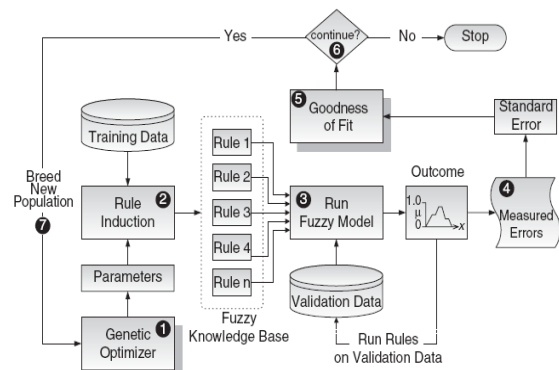 Yes
continue?
6
No
Stop
5
Goodness
of Fit
Standard
Error
Training Data
Breed
New
Population
7
2
Rule
Induction
Rule 1
Rule 2
Rule 3
Rule 4
Rule n
3
Run
Fuzzy Model
Outcome
1.0
μ
0
x
4
Measured
Errors
Parameters
Validation Data
Fuzzy
Knowledge Base
Run Rules
on Validation Data
1
Genetic
Optimizer